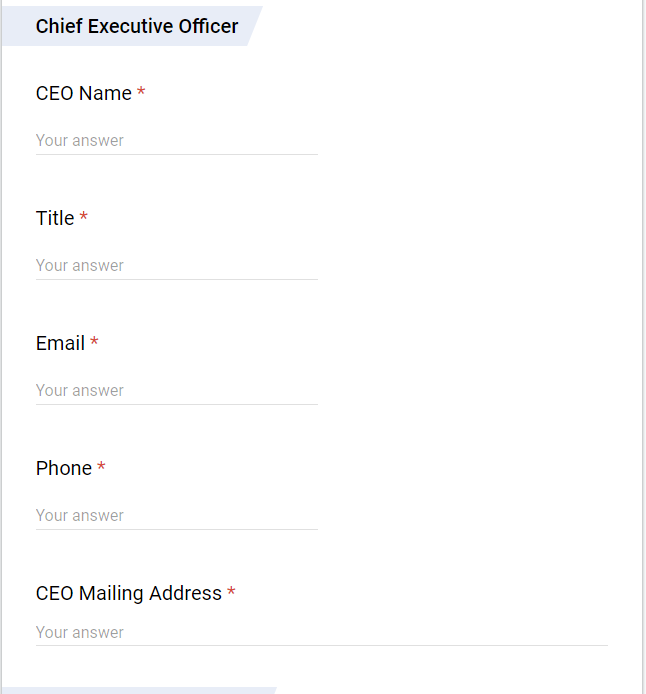 Chief Executive Officer
CEO Name *
Your answer
Title *
Your answer
Email *
Your answer
Phone *
Your answer
CEO Mailing Address *
Your answer